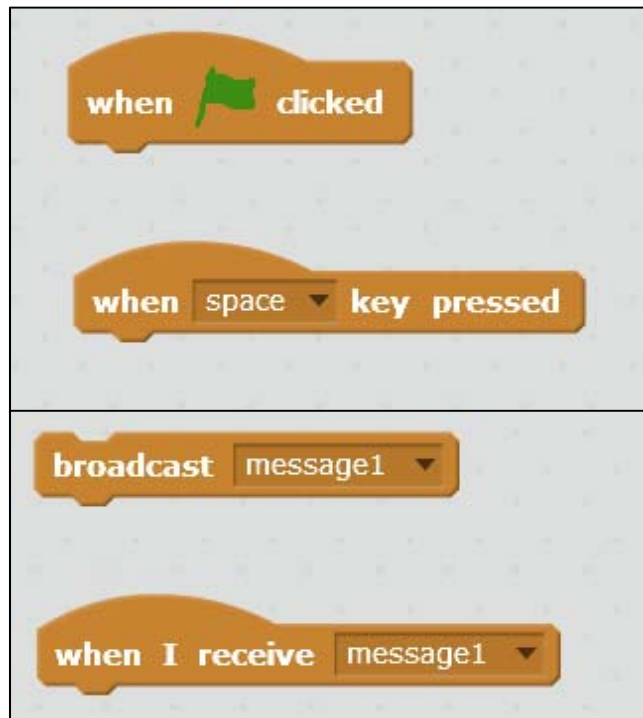 when clicked
when space key pressed
broadcast message1
when I receive message1